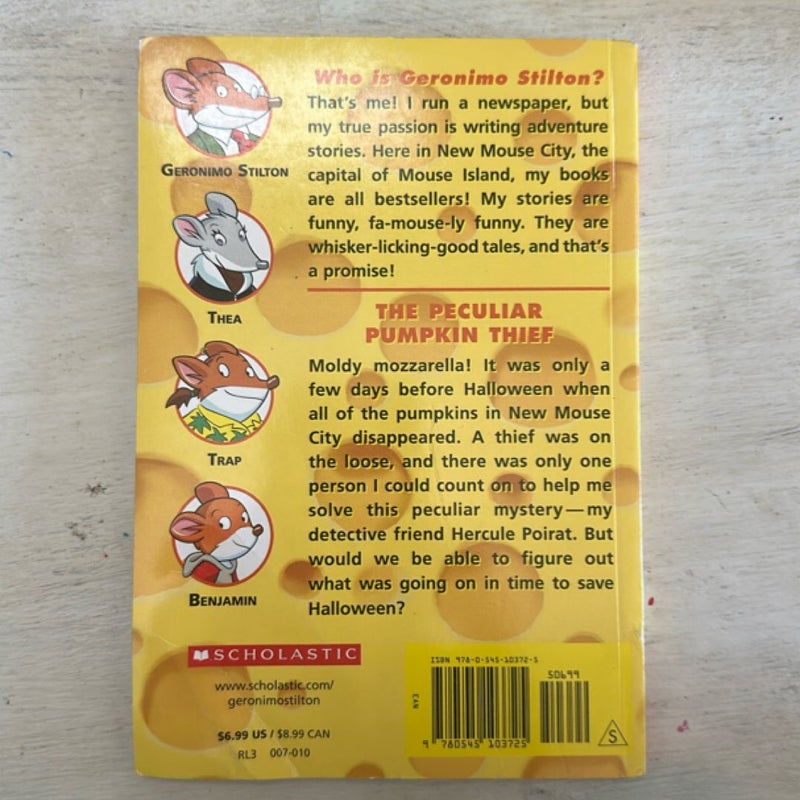 Who is Geronimo Stilton?
That's me! I run a newspaper, but
my true passion is writing adventure
stories. Here in New Mouse City, the
capital of Mouse Island, my books
are all bestsellers! My stories are
funny, fa-mouse-ly funny. They are
whisker-licking-good tales, and that's
a promise!
GERONIMO STILTON
THEA
TRAP
BENJAMIN
THE PECULIAR
PUMPKIN THIEF
Moldy mozzarella! It was only a
few days before Halloween when
all of the pumpkins in New Mouse
City disappeared. A thief was on
the loose, and there was only one
person I could count on to help me
solve this peculiar mystery—my
detective friend Hercule Poirat. But
would we be able to figure out
what was going on in time to save
Halloween?
SCHOLASTIC
www.scholastic.com/
geronimostilton
$6.99 US / $8.99 CAN
RL3 007-010
ISBN 978-0-545-10372-5
50699
EAN
9 780545 103725
S